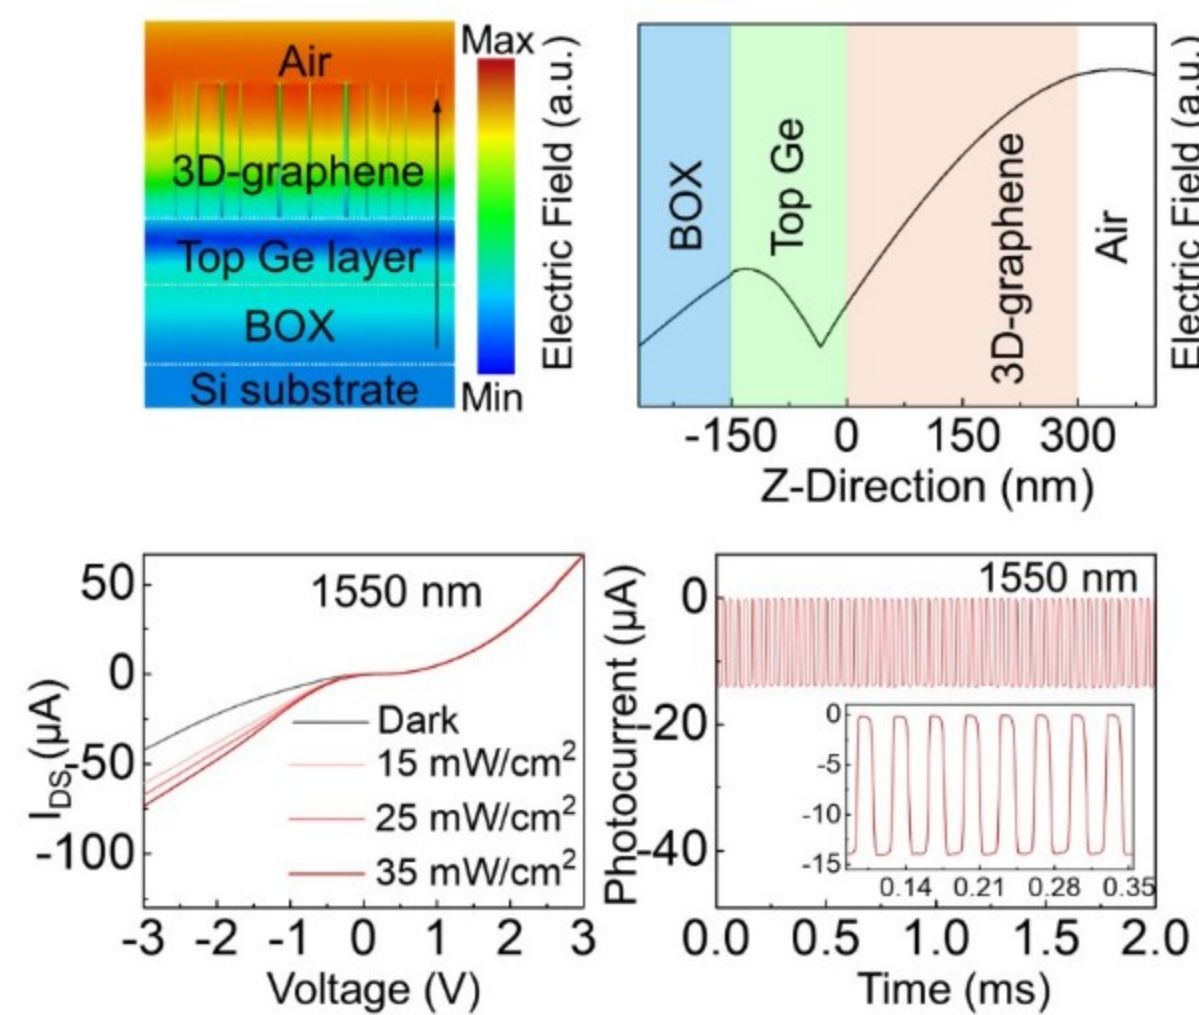 Air
3D-graphene
Top Ge layer
BOX
Si substrate
Max
Min
Electric Field (a.u.)
BOX
Top Ge
3D-graphene
Air
-150 0 150 300
Z-Direction (nm)
Electric Field (a.u.)
1550 nm
50
0
-50
-100
I_DS (μA)
Dark
15 mW/cm²
25 mW/cm²
35 mW/cm²
-3 -2 -1 0 1 2 3
Voltage (V)
1550 nm
0
-20
-40
Photocurrent (μA)
0
-5
-10
-15
0.14 0.21 0.28 0.35
0.0 0.5 1.0 1.5 2.0
Time (ms)